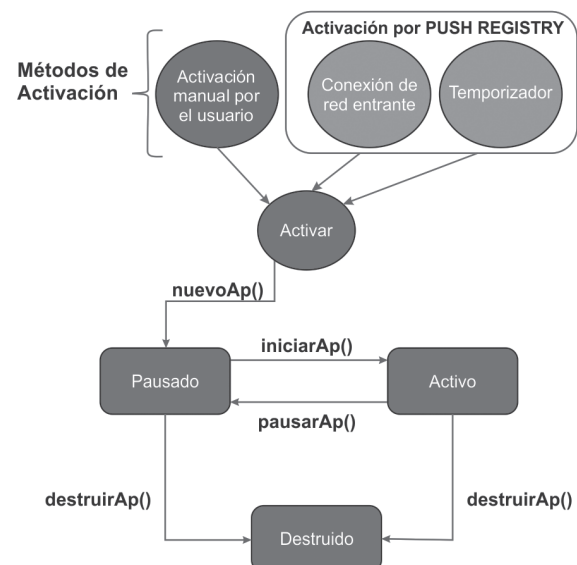 Activación por PUSH REGISTRY
Métodos de
Activación
Activación
manual por
el usuario
Conexión de
red entrante
Temporizador
Activar
nuevoAp()
iniciarAp()
Pausado
Activo
pausarAp()
destruirAp()
destruirAp()
Destruido